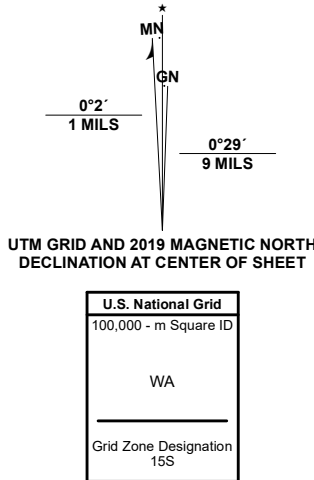 ★
MN
GN
0°2´
1 MILS
0°29´
9 MILS
UTM GRID AND 2019 MAGNETIC NORTH
DECLINATION AT CENTER OF SHEET
U.S. National Grid
100,000 - m Square ID
WA
Grid Zone Designation
15S